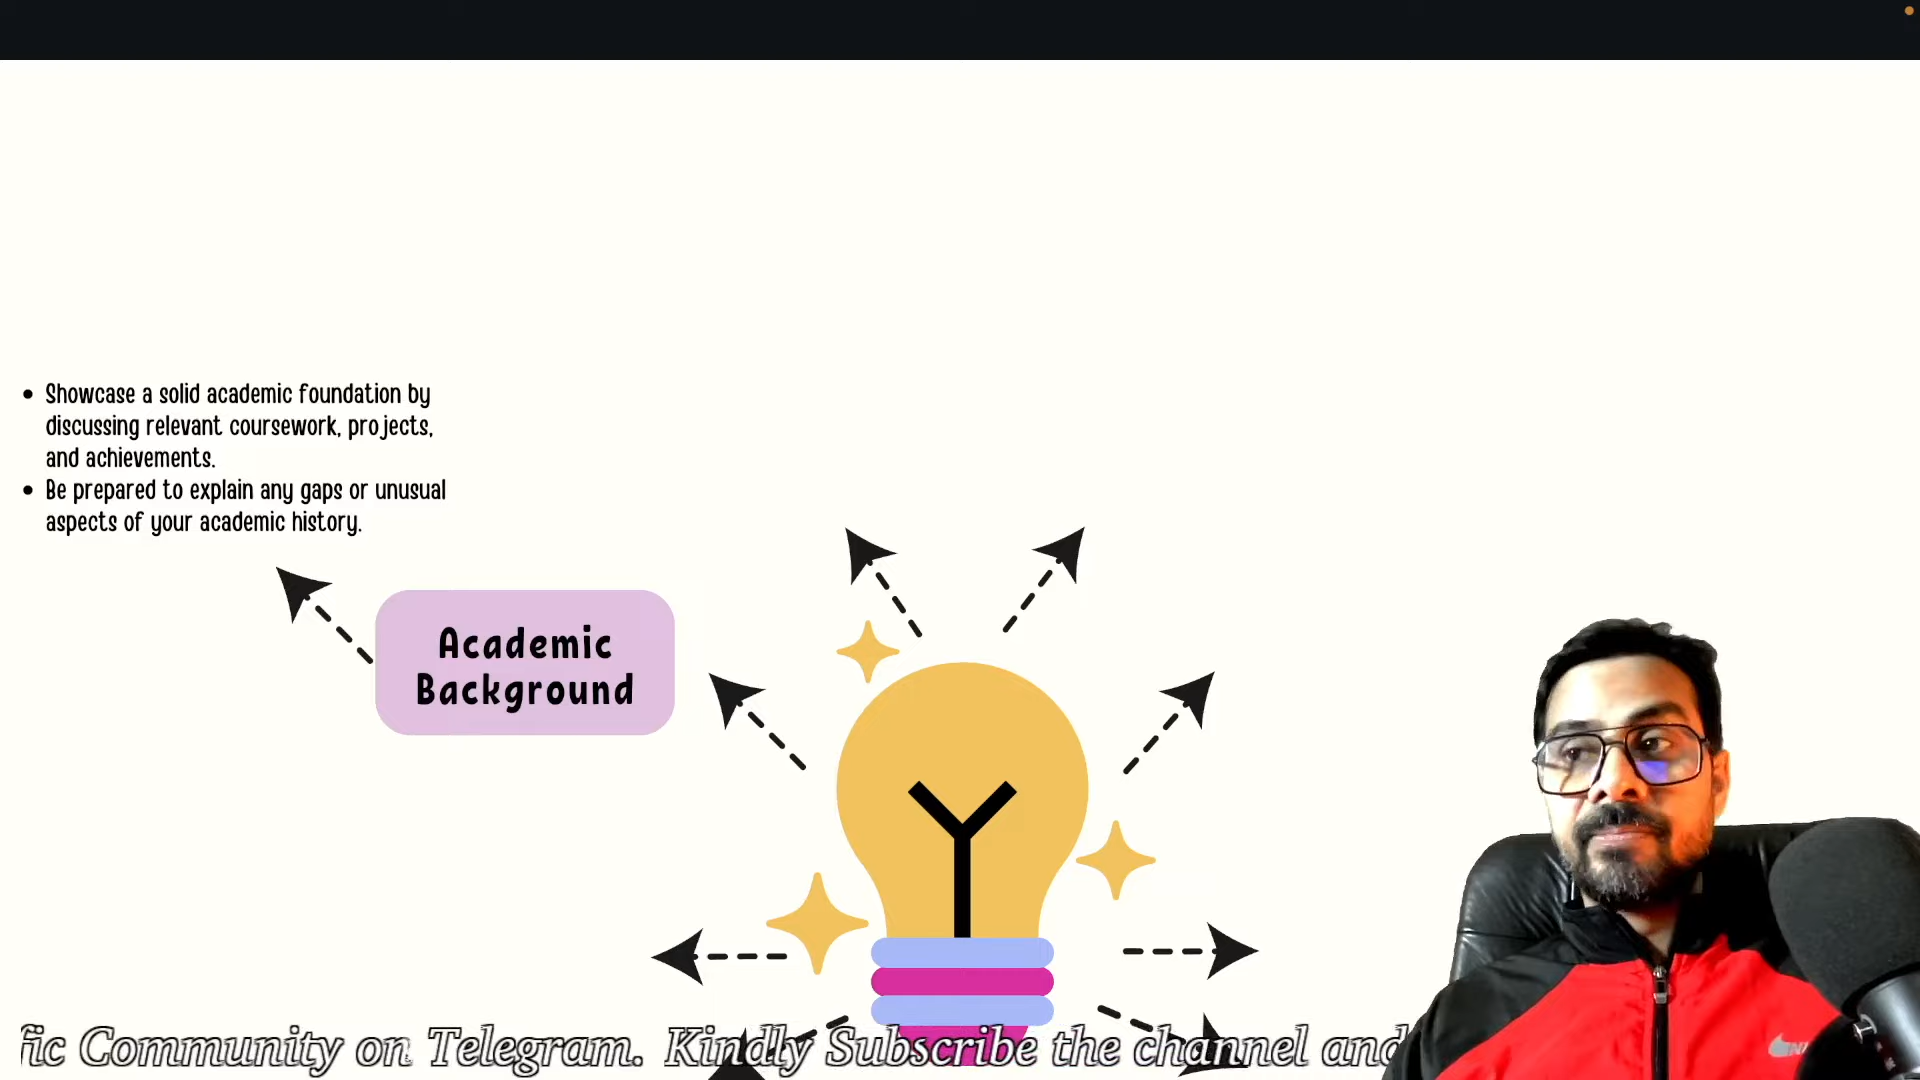 • Showcase a solid academic foundation by
discussing relevant coursework, projects,
and achievements.
• Be prepared to explain any gaps or unusual
aspects of your academic history.
Academic
Background
Community on Telegram. Kindly Subscribe the channel and